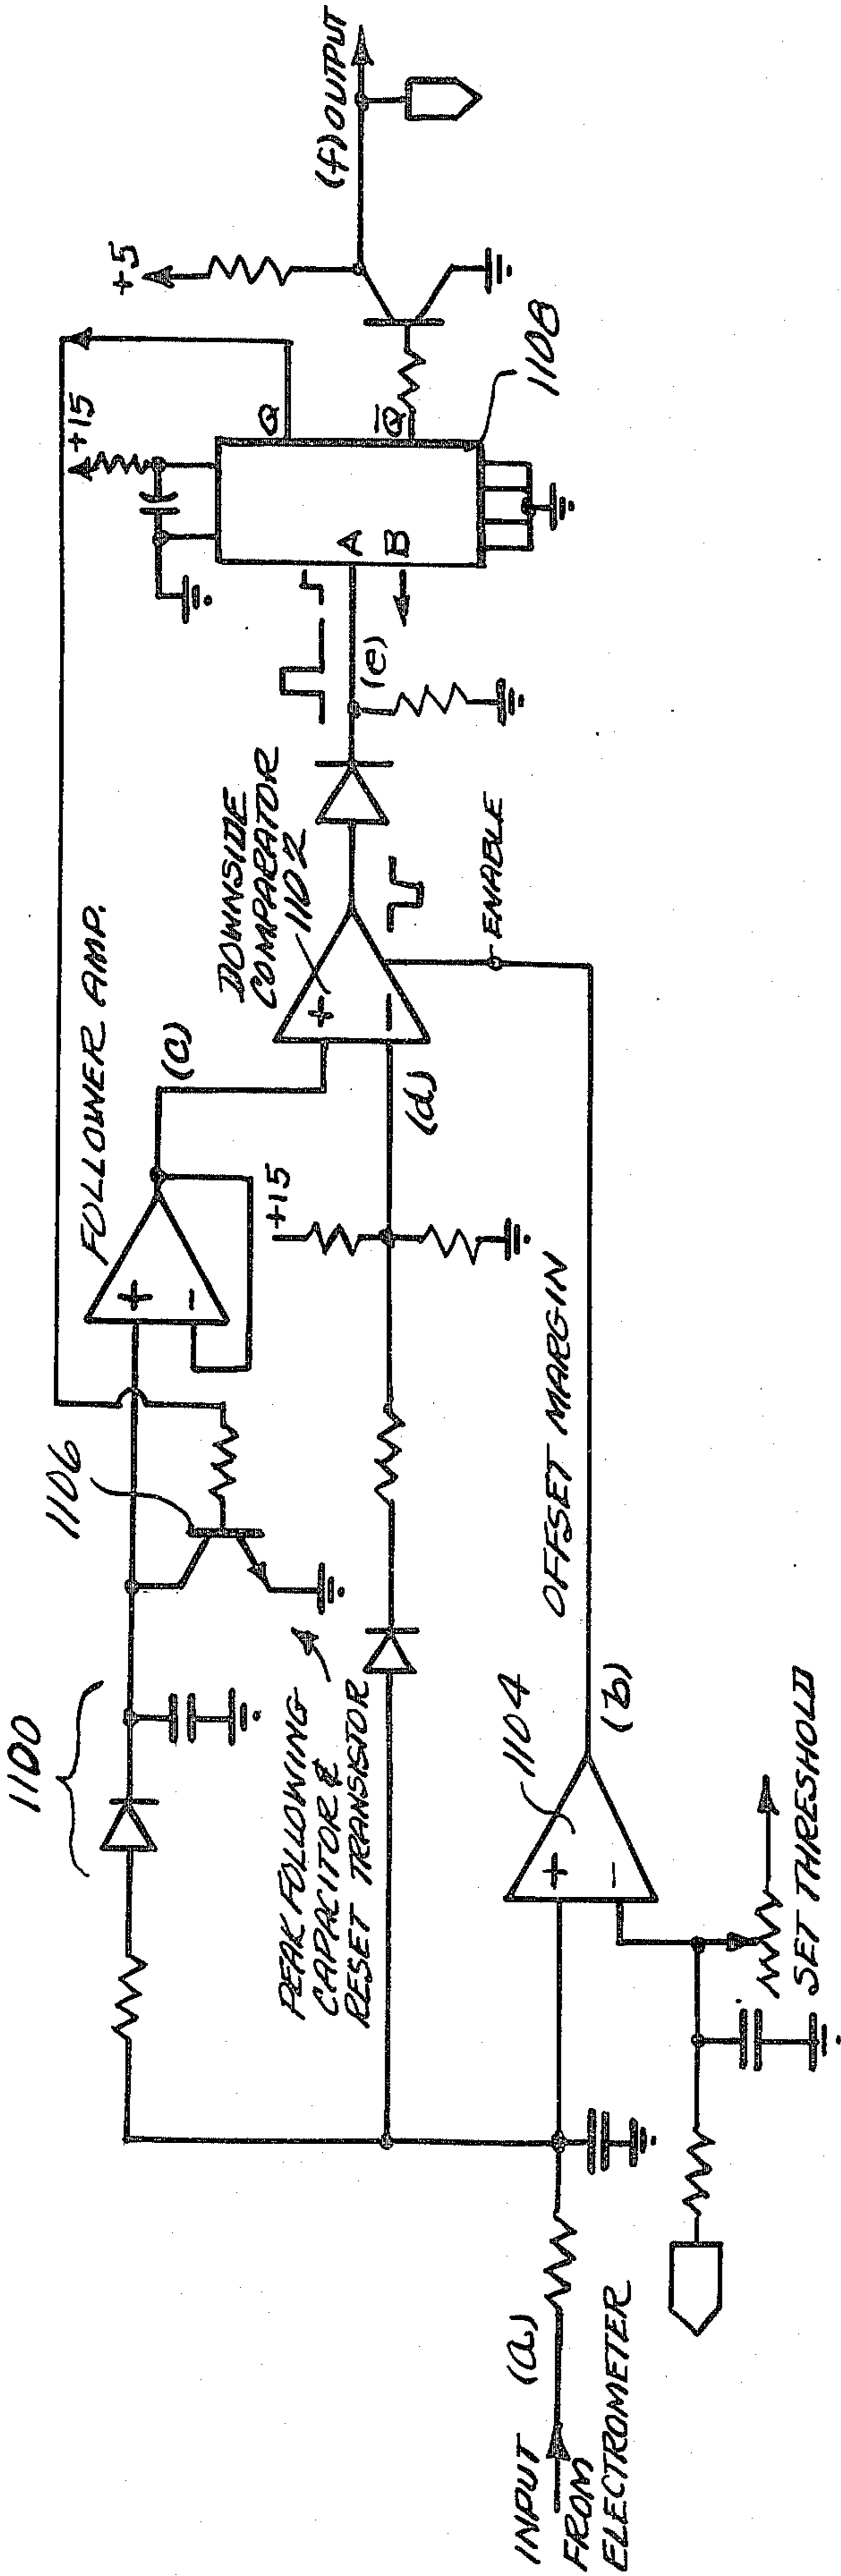 1100
1106
FOLLOWER AMP.
(c)
+15
+5
(f) OUTPUT
PEAK FOLLOWING
CAPACITOR &
RESET TRANSISTOR
+
-
DOWNSIDE
COMPARATOR
1102
+
-
(d)
+15
(e)
A
B
Q
Q̅
1108
ENABLE
OFFSET MARGIN
INPUT (a)
FROM
ELECTROMETER
1104
+
-
(b)
SET THRESHOLD